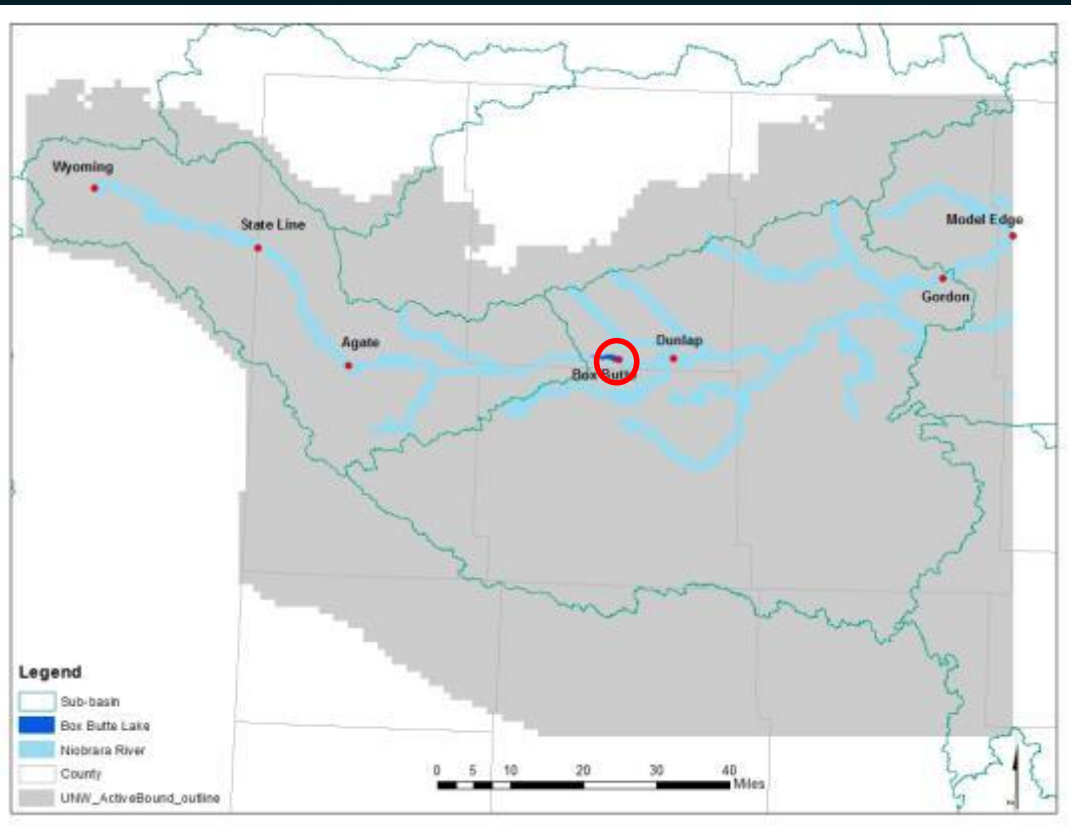 Wyoming
State Line
Model Edge
Gordon
Agate
Dunlap
Box Butte
Legend
Sub-basin
Box Butte Lake
Niobrara River
County
UNW_ActiveBound_outline
0 5 10 20 30 40
Miles